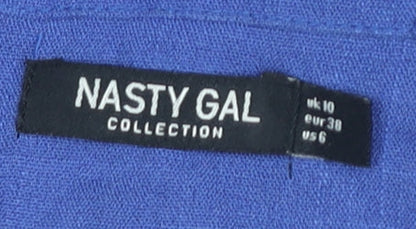 NASTY GAL
COLLECTION
uk 10
eur 38
us 6